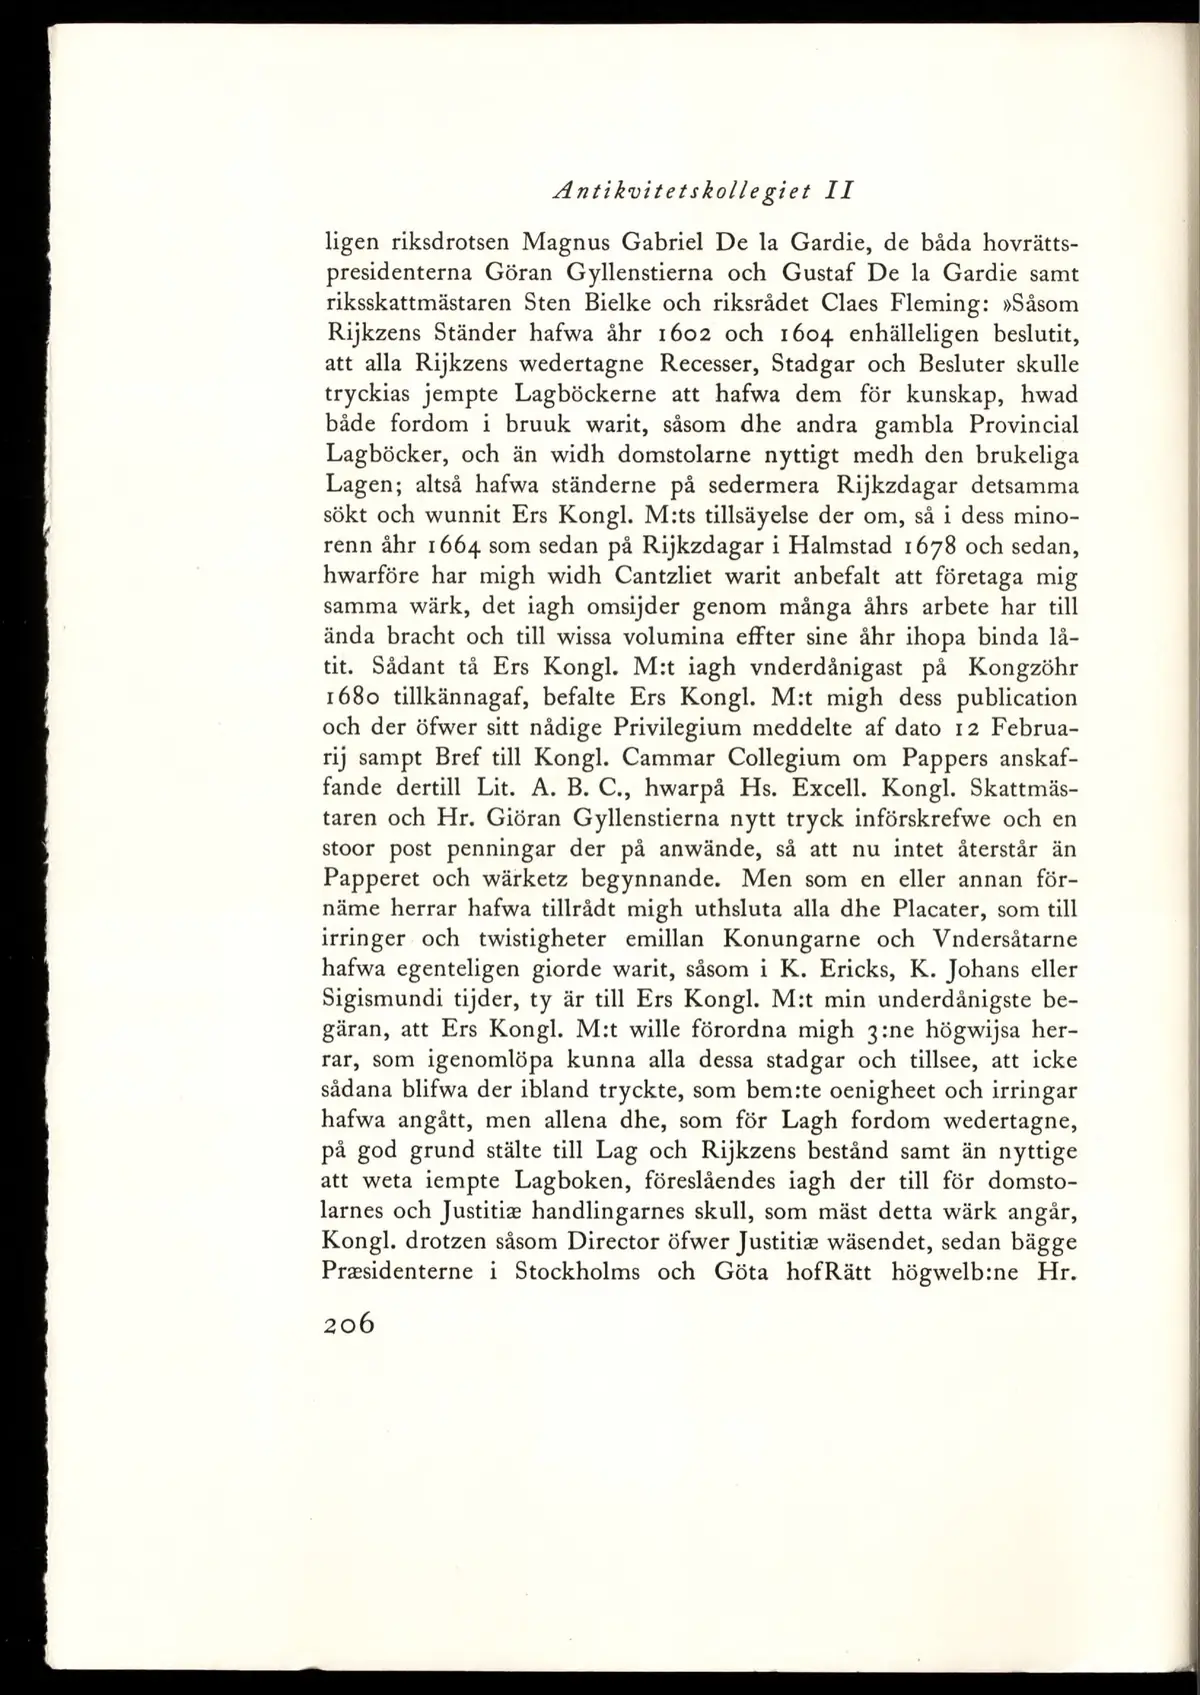 Antikvitetskollegiet II
ligen riksdrotsen Magnus Gabriel De la Gardie, de båda hovrätts-
presidenterna Göran Gyllenstierna och Gustaf De la Gardie samt
riksskattmästaren Sten Bielke och riksrådet Claes Fleming: »Såsom
Rijkzens Ständer hafwa åhr 1602 och 1604 enhälleligen beslutit,
att alla Rijkzens wedertagne Recesser, Stadgar och Besluter skulle
tryckias jempte Lagböckerne att hafwa dem för kunskap, hwad
både fordom i bruuk warit, såsom dhe andra gambla Provincial
Lagböcker, och än widh domstolarne nyttigt medh den brukeliga
Lagen; altså hafwa ständerne på sedermera Rijkzdagar detsamma
sökt och wunnit Ers Kongl. M:ts tillsäyelse der om, så i dess mino-
renn åhr 1664 som sedan på Rijkzdagar i Halmstad 1678 och sedan,
hwarföre har migh widh Cantzliet warit anbefalt att företaga mig
samma wärk, det iagh omsijder genom många åhrs arbete har till
ända bracht och till wissa volumina effter sine åhr ihopa binda lå-
tit. Sådant tå Ers Kongl. M:t iagh vnderdånigast på Kongzöhr
1680 tillkännagaf, befalte Ers Kongl. M:t migh dess publication
och der öfwer sitt nådige Privilegium meddelte af dato 12 Februa-
rij sampt Bref till Kongl. Cammar Collegium om Pappers anskaf-
fande dertill Lit. A. B. C., hwarpå Hs. Excell. Kongl. Skattmäs-
taren och Hr. Giöran Gyllenstierna nytt tryck införskrefwe och en
stoor post penningar der på anwände, så att nu intet återstår än
Papperet och wärketz begynnande. Men som en eller annan för-
näme herrar hafwa tillrådt migh uthsluta alla dhe Placater, som till
irringer och twistigheter emillan Konungarne och Vndersåtarne
hafwa egenteligen giorde warit, såsom i K. Ericks, K. Johans eller
Sigismundi tijder, ty är till Ers Kongl. M:t min underdånigste be-
gäran, att Ers Kongl. M:t wille förordna migh 3:ne högwijsa her-
rar, som igenomlöpa kunna alla dessa stadgar och tillsee, att icke
sådana blifwa der ibland tryckte, som bem:te oenigheet och irringar
hafwa angått, men allena dhe, som för Lagh fordom wedertagne,
på god grund stälte till Lag och Rijkzens bestånd samt än nyttige
att weta iempte Lagboken, föreslåendes iagh der till för domsto-
larnes och Justitiæ handlingarnes skull, som mäst detta wärk angår,
Kongl. drotzen såsom Director öfwer Justitiæ wäsendet, sedan bägge
Præsidenterne i Stockholms och Göta hofRätt högwelb:ne Hr.
206